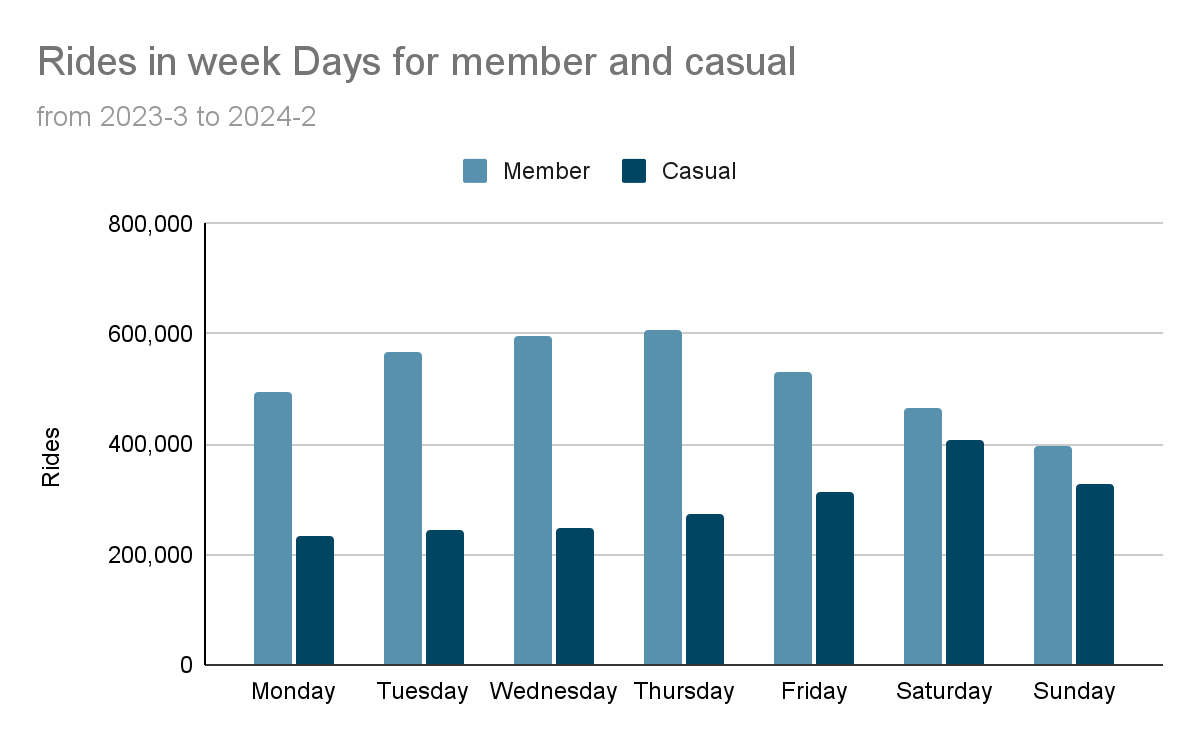 Rides in week Days for member and casual
from 2023-3 to 2024-2
Member Casual
800,000
600,000
400,000
200,000
0
Rides
Monday Tuesday Wednesday Thursday Friday Saturday Sunday